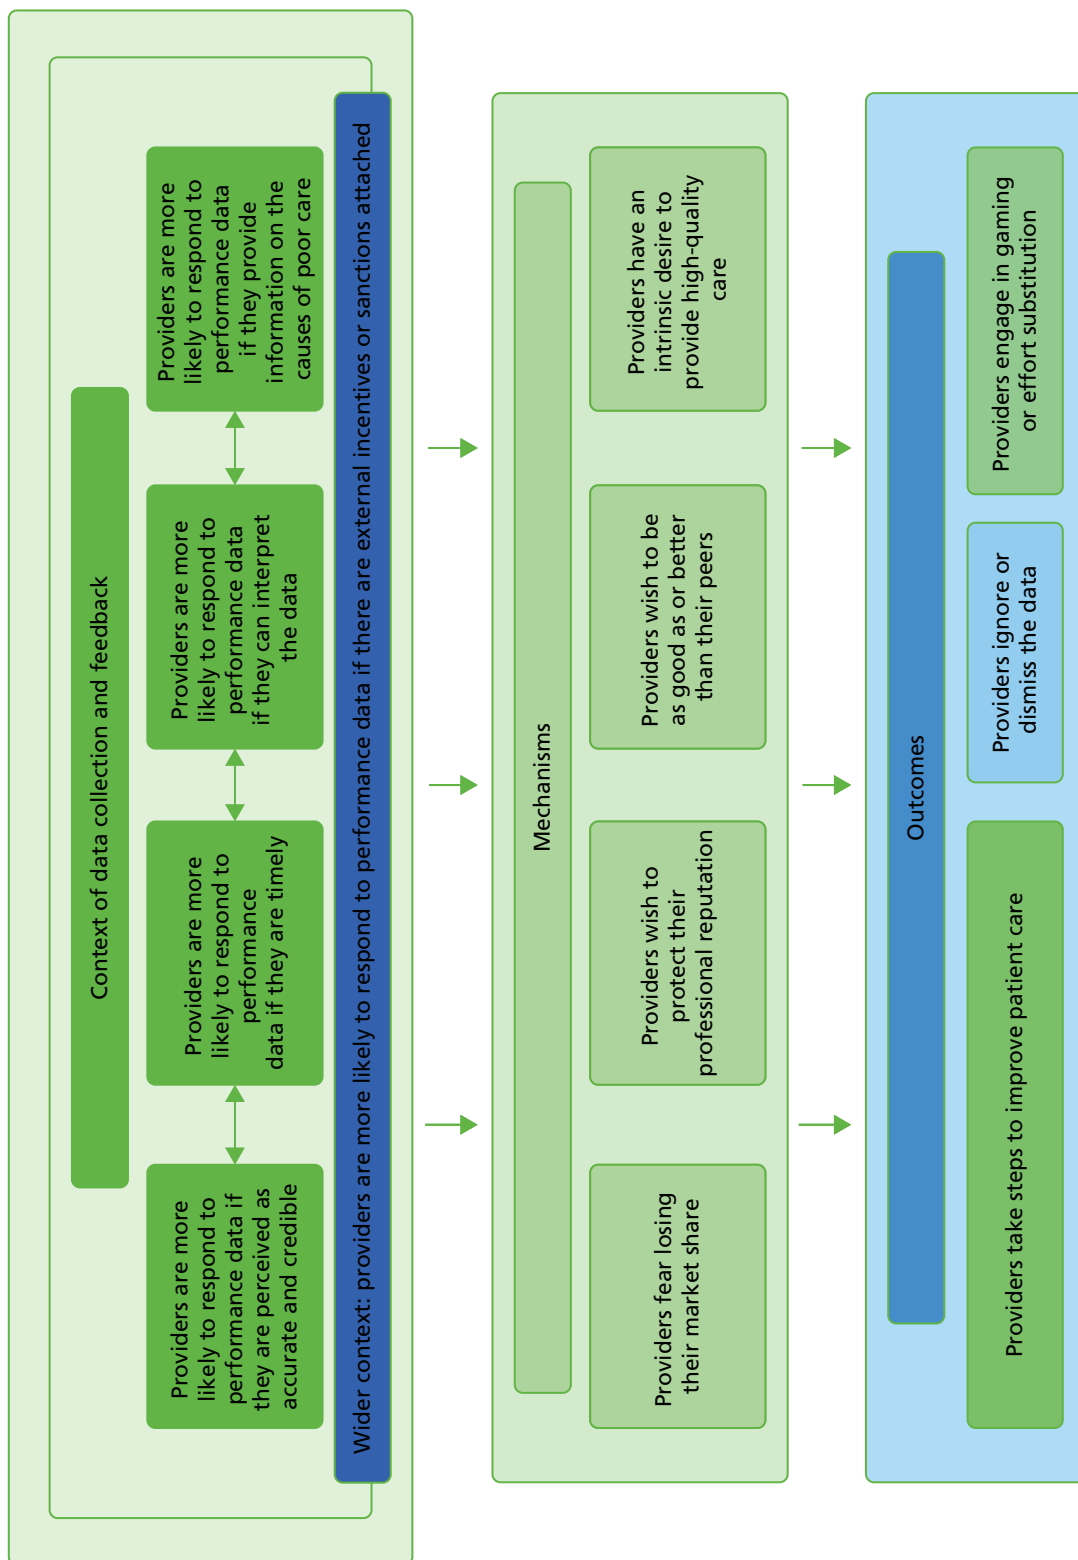 Context of data collection and feedback
Providers are more
likely to respond to
performance data if
they are perceived as
accurate and credible
Providers are more
likely to respond to
performance
data if they are timely
Providers are more
likely to respond to
performance data
if they can interpret
the data
Providers are more
likely to respond to
performance data
if they provide
information on the
causes of poor care
Wider context: providers are more likely to respond to performance data if there are external incentives or sanctions attached
Mechanisms
Providers fear losing
their market share
Providers wish to
protect their
professional reputation
Providers wish to be
as good as or better
than their peers
Providers have an
intrinsic desire to
provide high-quality
care
Outcomes
Providers take steps to improve patient care
Providers ignore or
dismiss the data
Providers engage in gaming
or effort substitution